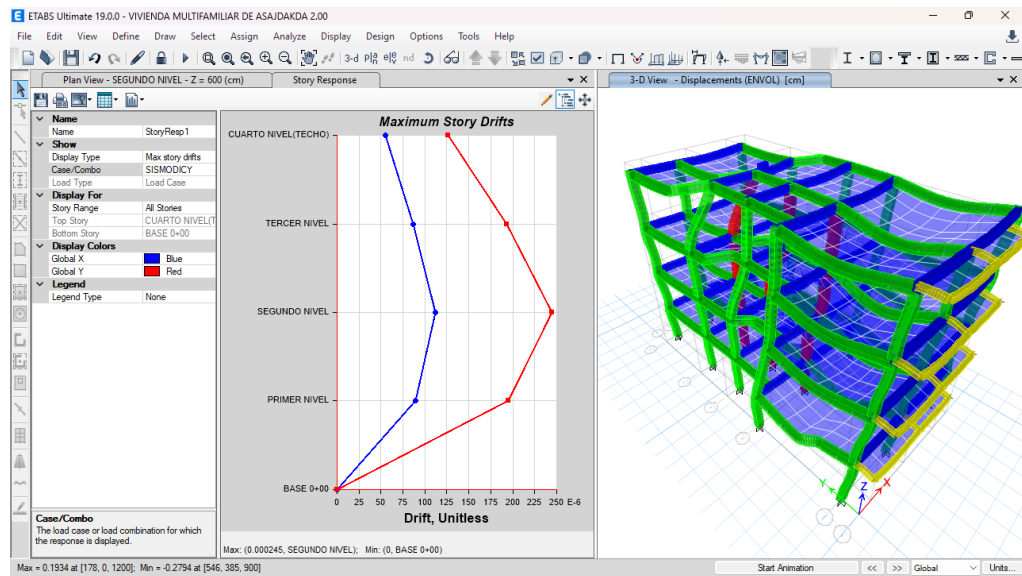 ETABS Ultimate 19.0.0 - VIVIENDA MULTIFAMILIAR DE ASAJDAKDA 2.00
File Edit View Define Draw Select Assign Analyze Display Design Options Tools Help
3-d nd
Plan View - SEGUNDO NIVEL - Z = 600 (cm)
Story Response
3-D View - Displacements (ENVOL) [cm]
Name
Name StoryResp1
Show
Display Type Max story drifts
Case/Combo SISMODICY
Load Type Load Case
Display For
Story Range All Stories
Top Story CUARTO NIVEL(T
Bottom Story BASE 0+00
Display Colors
Global X Blue
Global Y Red
Legend
Legend Type None
Case/Combo
The load case or load combination for which
the response is displayed.
Maximum Story Drifts
CUARTO NIVEL(TECHO)
TERCER NIVEL
SEGUNDO NIVEL
PRIMER NIVEL
BASE 0+00
0 25 50 75 100 125 150 175 200 225 250 E-6
Drift, Unitless
Max: (0.000245, SEGUNDO NIVEL); Min: (0, BASE 0+00)
Y Z X
Max = 0.1934 at [178, 0, 1200]; Min = -0.2794 at [546, 385, 900]
Start Animation << >> Global Units...